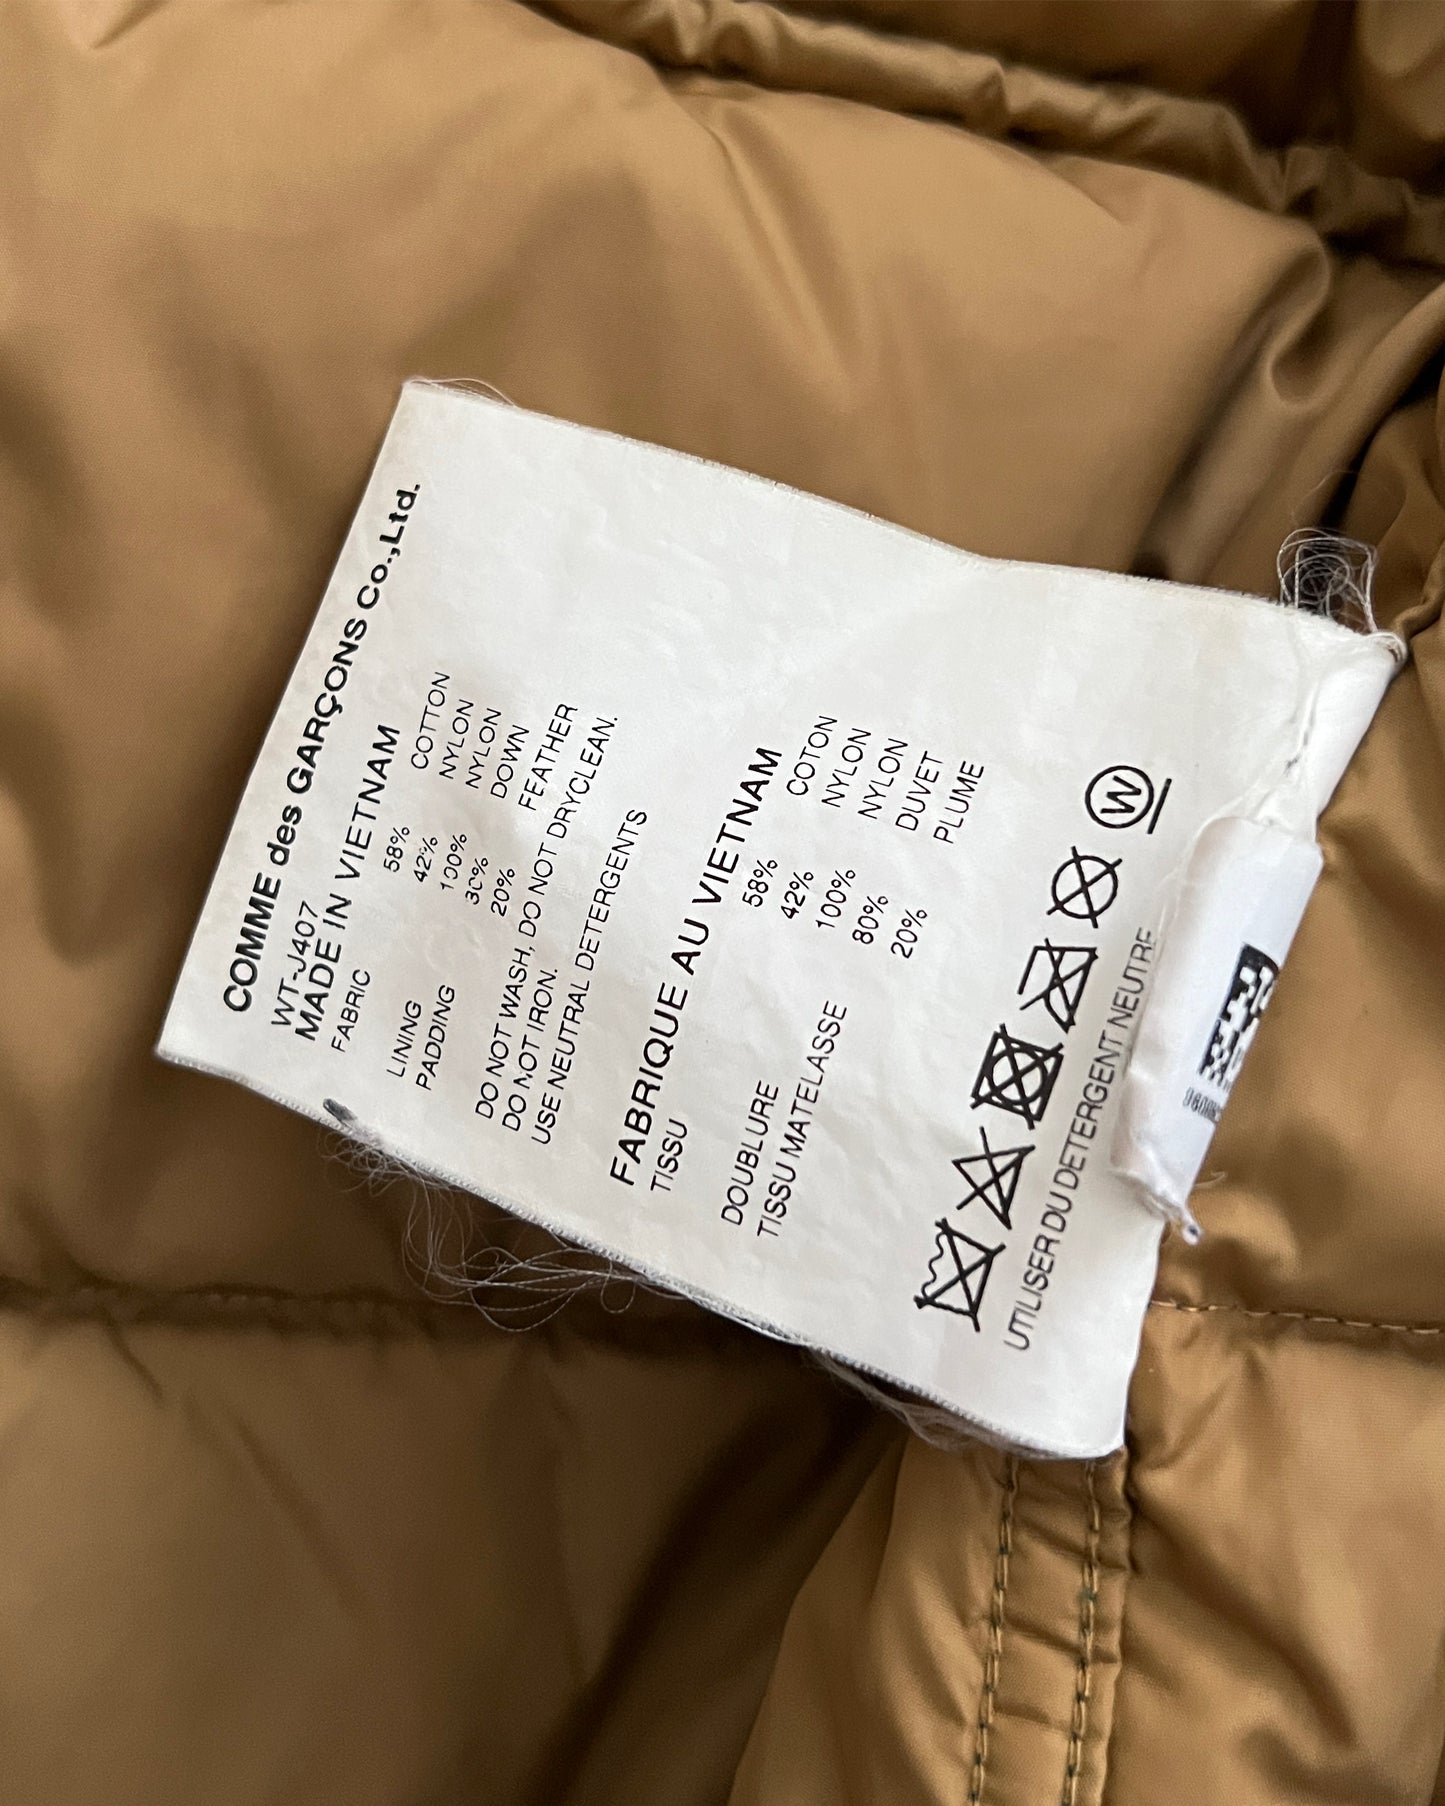 COMME des GARÇONS Co.,Ltd.
WT-J407
MADE IN VIETNAM
FABRIC 58% COTTON
42% NYLON
LINING 100% NYLON
PADDING 30% DOWN
20% FEATHER
DO NOT WASH, DO NOT DRYCLEAN.
DO NOT IRON.
USE NEUTRAL DETERGENTS
FABRIQUE AU VIETNAM
TISSU 58% COTON
42% NYLON
DOUBLURE 100% NYLON
TISSU MATELASSE 80% DUVET
20% PLUME
W
UTILISER DU DETERGENT NEUTRE